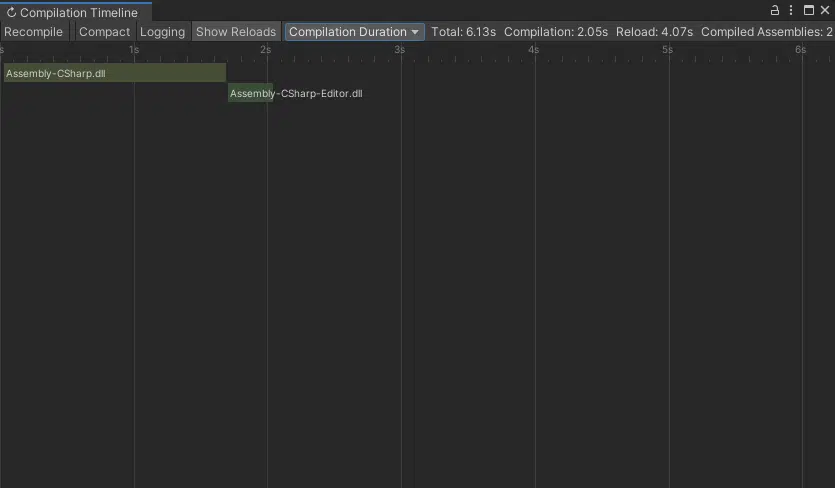 Compilation Timeline
Recompile Compact Logging Show Reloads Compilation Duration Total: 6.13s Compilation: 2.05s Reload: 4.07s Compiled Assemblies: 2
s 1s 2s 3s 4s 5s 6s
Assembly-CSharp.dll
Assembly-CSharp-Editor.dll